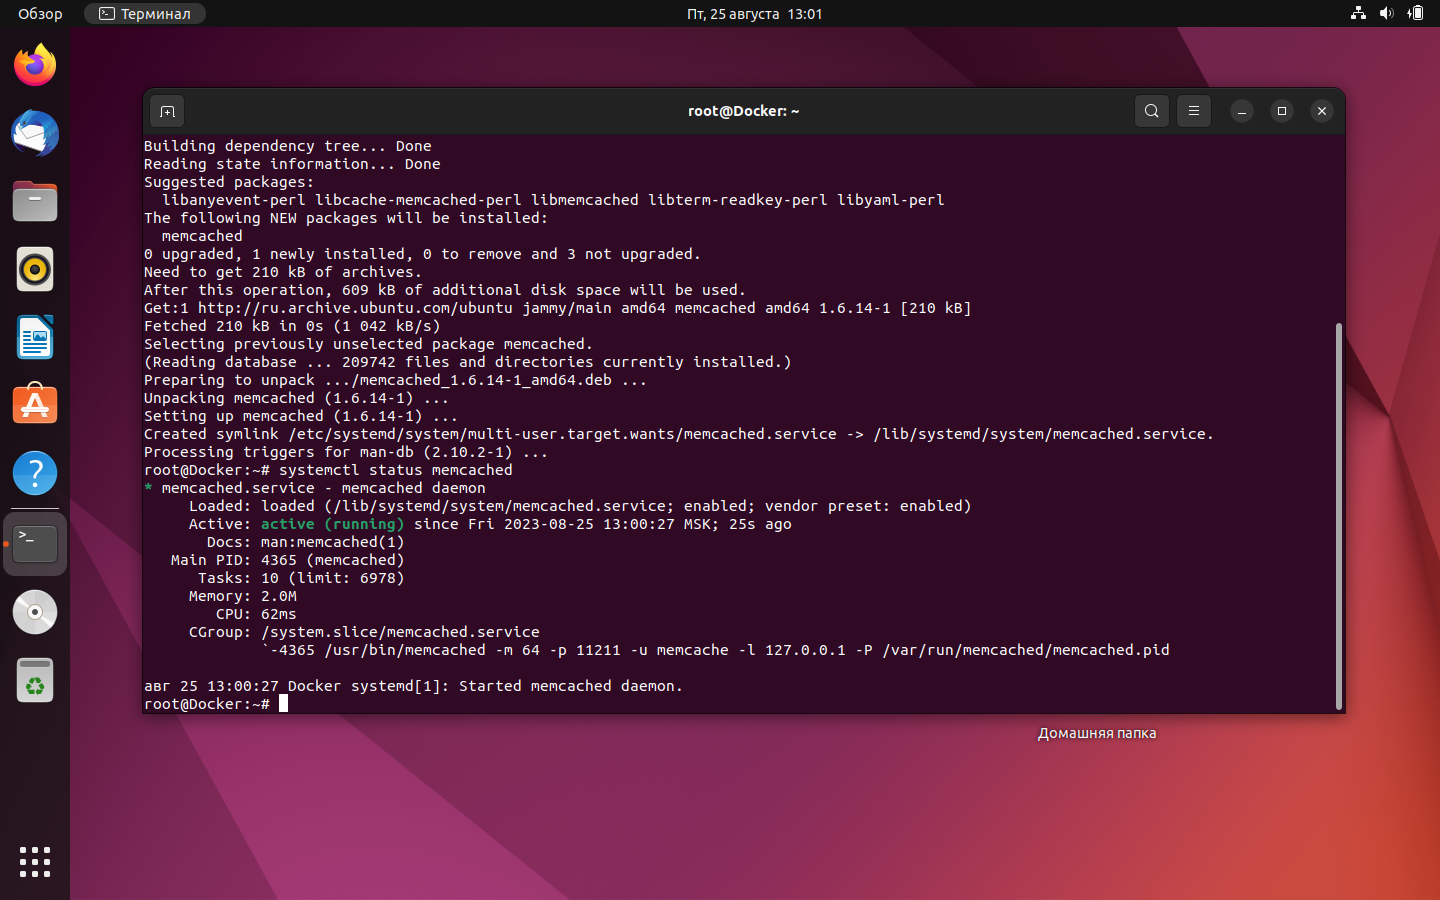 Обзор
Терминал
Пт, 25 августа 13:01
root@Docker: ~
Building dependency tree... Done
Reading state information... Done
Suggested packages:
  libanyevent-perl libcache-memcached-perl libmemcached libterm-readkey-perl libyaml-perl
The following NEW packages will be installed:
  memcached
0 upgraded, 1 newly installed, 0 to remove and 3 not upgraded.
Need to get 210 kB of archives.
After this operation, 609 kB of additional disk space will be used.
Get:1 http://ru.archive.ubuntu.com/ubuntu jammy/main amd64 memcached amd64 1.6.14-1 [210 kB]
Fetched 210 kB in 0s (1 042 kB/s)
Selecting previously unselected package memcached.
(Reading database ... 209742 files and directories currently installed.)
Preparing to unpack .../memcached_1.6.14-1_amd64.deb ...
Unpacking memcached (1.6.14-1) ...
Setting up memcached (1.6.14-1) ...
Created symlink /etc/systemd/system/multi-user.target.wants/memcached.service -> /lib/systemd/system/memcached.service.
Processing triggers for man-db (2.10.2-1) ...
root@Docker:~# systemctl status memcached
* memcached.service - memcached daemon
     Loaded: loaded (/lib/systemd/system/memcached.service; enabled; vendor preset: enabled)
     Active: active (running) since Fri 2023-08-25 13:00:27 MSK; 25s ago
       Docs: man:memcached(1)
   Main PID: 4365 (memcached)
      Tasks: 10 (limit: 6978)
     Memory: 2.0M
        CPU: 62ms
     CGroup: /system.slice/memcached.service
             `-4365 /usr/bin/memcached -m 64 -p 11211 -u memcache -l 127.0.0.1 -P /var/run/memcached/memcached.pid
авг 25 13:00:27 Docker systemd[1]: Started memcached daemon.
root@Docker:~#
Домашняя папка